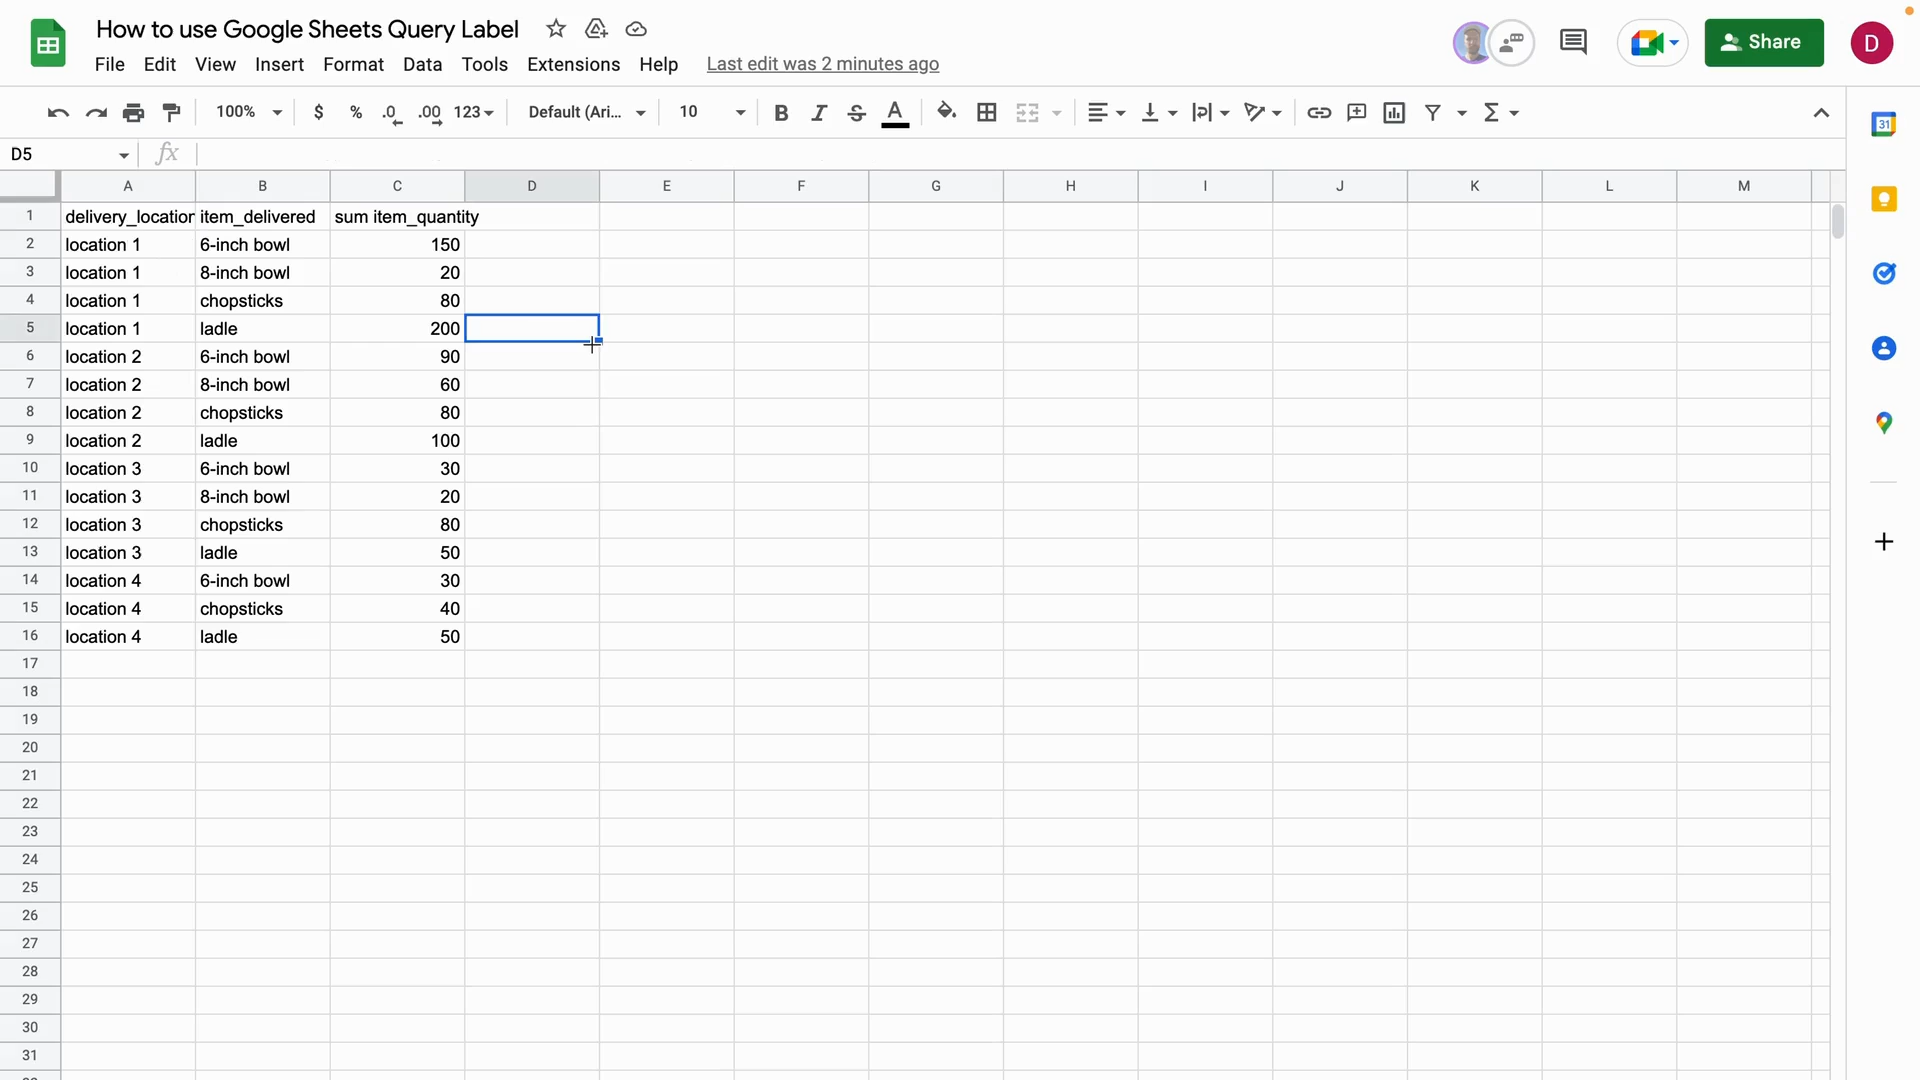 How to use Google Sheets Query Label
File Edit View Insert Format Data Tools Extensions Help Last edit was 2 minutes ago
Share
D
100% $ % .0 .00 123 Default (Ari... 10 B I S A Σ
31
D5 fx
A B C D E F G H I J K L M
1 delivery_location item_delivered sum item_quantity
2 location 1 6-inch bowl 150
3 location 1 8-inch bowl 20
4 location 1 chopsticks 80
5 location 1 ladle 200
6 location 2 6-inch bowl 90
7 location 2 8-inch bowl 60
8 location 2 chopsticks 80
9 location 2 ladle 100
10 location 3 6-inch bowl 30
11 location 3 8-inch bowl 20
12 location 3 chopsticks 80
13 location 3 ladle 50
14 location 4 6-inch bowl 30
15 location 4 chopsticks 40
16 location 4 ladle 50
17
18
19
20
21
22
23
24
25
26
27
28
29
30
31